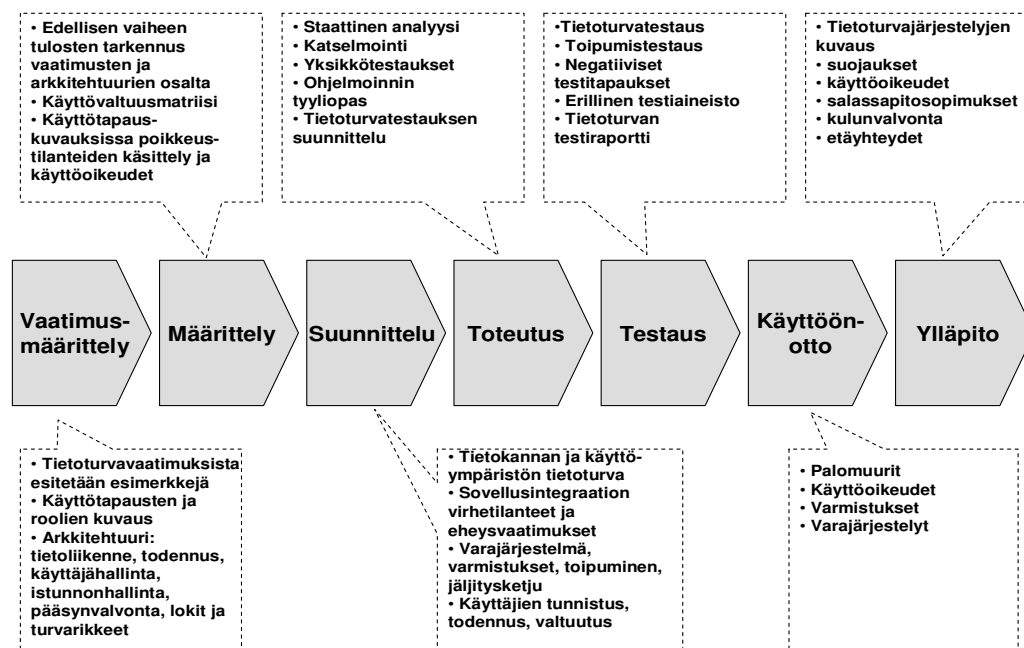 • Edellisen vaiheen
tulosten tarkennus
vaatimusten ja
arkkitehtuurien osalta
• Käyttövaltuusmatriisi
• Käyttötapaus-
kuvauksissa poikkeus-
tilanteiden käsittely ja
käyttöoikeudet
• Staattinen analyysi
• Katselmointi
• Yksikkötestaukset
• Ohjelmoinnin
tyyliopas
• Tietoturvatestauksen
suunnittelu
•Tietoturvatestaus
• Toipumistestaus
• Negatiiviset
testitapaukset
• Erillinen testiaineisto
• Tietoturvan
testiraportti
• Tietoturvajärjestelyjen
kuvaus
• suojaukset
• käyttöoikeudet
• salassapitosopimukset
• kulunvalvonta
• etäyhteydet
Vaatimus-
määrittely
Määrittely
Suunnittelu
Toteutus
Testaus
Käyttöön-
otto
Ylläpito
• Tietoturvavaatimuksista
esitetään esimerkkejä
• Käyttötapausten ja
roolien kuvaus
• Arkkitehtuuri:
tietoliikenne, todennus,
käyttäjähallinta,
istunnonhallinta,
pääsynvalvonta, lokit ja
turvarikkeet
• Tietokannan ja käyttö-
ympäristön tietoturva
• Sovellusintegraation
virhetilanteet ja
eheysvaatimukset
• Varajärjestelmä,
varmistukset, toipuminen,
jäljitysketju
• Käyttäjien tunnistus,
todennus, valtuutus
• Palomuurit
• Käyttöoikeudet
• Varmistukset
• Varajärjestelyt